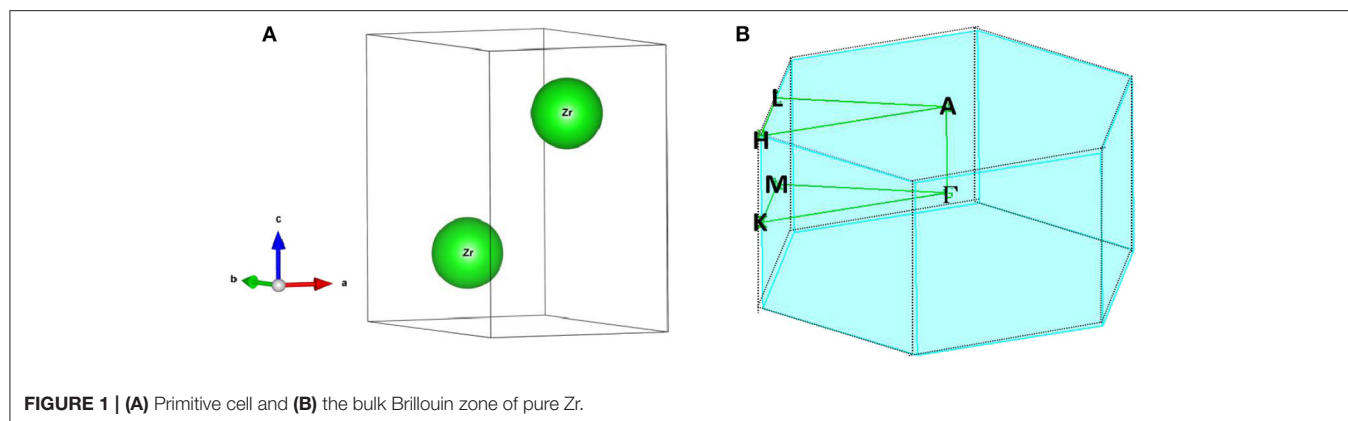 A
Zr
Zr
c
b
a
B
L
A
H
M
Γ
K
FIGURE 1 | (A) Primitive cell and (B) the bulk Brillouin zone of pure Zr.